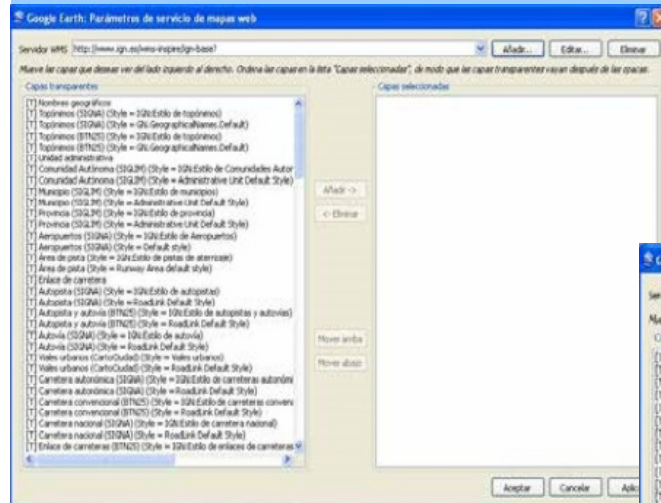 Google Earth: Parámetros de servicio de mapas web
Servidor WMS http://www.ign.es/wms-inspire/ign-base? Añadir... Editar... Eliminar
Mueve las capas que deseas ver del lado izquierdo al derecho. Ordena las capas en la lista "Capas seleccionadas", de modo que las capas transparentes vayan después de las opacas.
Capas transparentes Capas seleccionadas
[T] Nombres geográficos
[T] Topónimos (SIGNA) (Style = IGN:Estilo de topónimos)
[T] Topónimos (SIGNA) (Style = GN.GeographicalNames.Default)
[T] Topónimos (BTN25) (Style = IGN:Estilo de topónimos)
[T] Topónimos (BTN25) (Style = GN.GeographicalNames.Default)
[T] Unidad administrativa
[T] Comunidad Autónoma (SIGLIM) (Style = IGN:Estilo de Comunidades Autor
[T] Comunidad Autónoma (SIGLIM) (Style = Administrative Unit Default Style)
[T] Municipio (SIGLIM) (Style = IGN:Estilo de municipios)
[T] Municipio (SIGLIM) (Style = Administrative Unit Default Style)
[T] Provincia (SIGLIM) (Style = IGN:Estilo de provincia)
[T] Provincia (SIGLIM) (Style = Administrative Unit Default Style)
[T] Aeropuertos (SIGNA) (Style = IGN:Estilo de Aeropuertos)
[T] Aeropuertos (SIGNA) (Style = Default style)
[T] Área de pista (Style = IGN:Estilo de pistas de aterrizaje)
[T] Área de pista (Style = Runway Area default style)
[T] Enlace de carretera
[T] Autopista (SIGNA) (Style = IGN:Estilo de autopistas)
[T] Autopista (SIGNA) (Style = RoadLink Default Style)
[T] Autopista y autovía (BTN25) (Style = IGN:Estilo de autopistas y autovías)
[T] Autopista y autovía (BTN25) (Style = RoadLink Default Style)
[T] Autovía (SIGNA) (Style = IGN:Estilo de autovía)
[T] Autovía (SIGNA) (Style = RoadLink Default Style)
[T] Viales urbanos (CartoCiudad) (Style = Viales urbanos)
[T] Viales urbanos (CartoCiudad) (Style = RoadLink Default Style)
[T] Carretera autonómica (SIGNA) (Style = IGN:Estilo de carreteras autonómi
[T] Carretera autonómica (SIGNA) (Style = RoadLink Default Style)
[T] Carretera convencional (BTN25) (Style = IGN:Estilo de carreteras conven
[T] Carretera convencional (BTN25) (Style = RoadLink Default Style)
[T] Carretera nacional (SIGNA) (Style = IGN:Estilo de carretera nacional)
[T] Carretera nacional (SIGNA) (Style = RoadLink Default Style)
[T] Enlace de carreteras (BTN25) (Style = IGN:Estilo de enlaces de carreteras
Añadir ->
<- Eliminar
Mover arriba
Mover abajo
Aceptar Cancelar